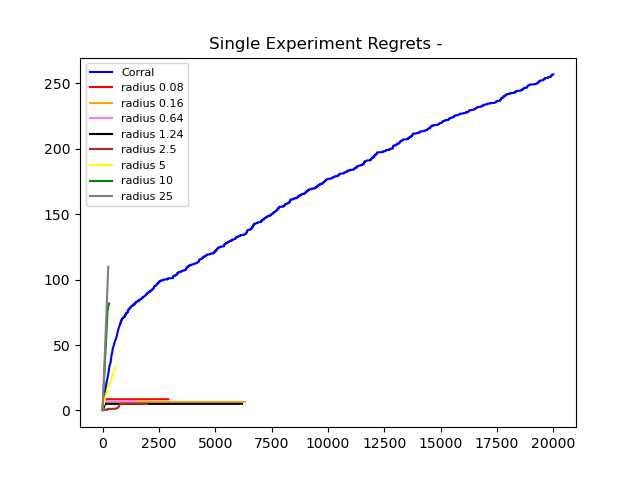 Single Experiment Regrets -
Corral
radius 0.08
radius 0.16
radius 0.64
radius 1.24
radius 2.5
radius 5
radius 10
radius 25
250
200
150
100
50
0
0 2500 5000 7500 10000 12500 15000 17500 20000